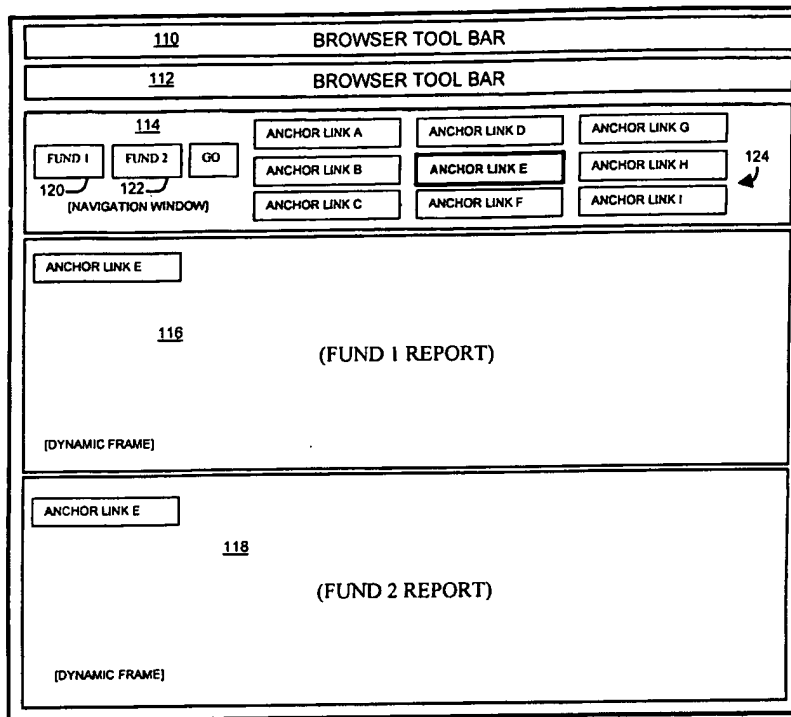 110 BROWSER TOOL BAR
112 BROWSER TOOL BAR
114
FUND 1 FUND 2 GO
120 122
[NAVIGATION WINDOW]
ANCHOR LINK A ANCHOR LINK D ANCHOR LINK G
ANCHOR LINK B ANCHOR LINK E ANCHOR LINK H
ANCHOR LINK C ANCHOR LINK F ANCHOR LINK I
124
ANCHOR LINK E
116
(FUND 1 REPORT)
[DYNAMIC FRAME]
ANCHOR LINK E
118
(FUND 2 REPORT)
[DYNAMIC FRAME]